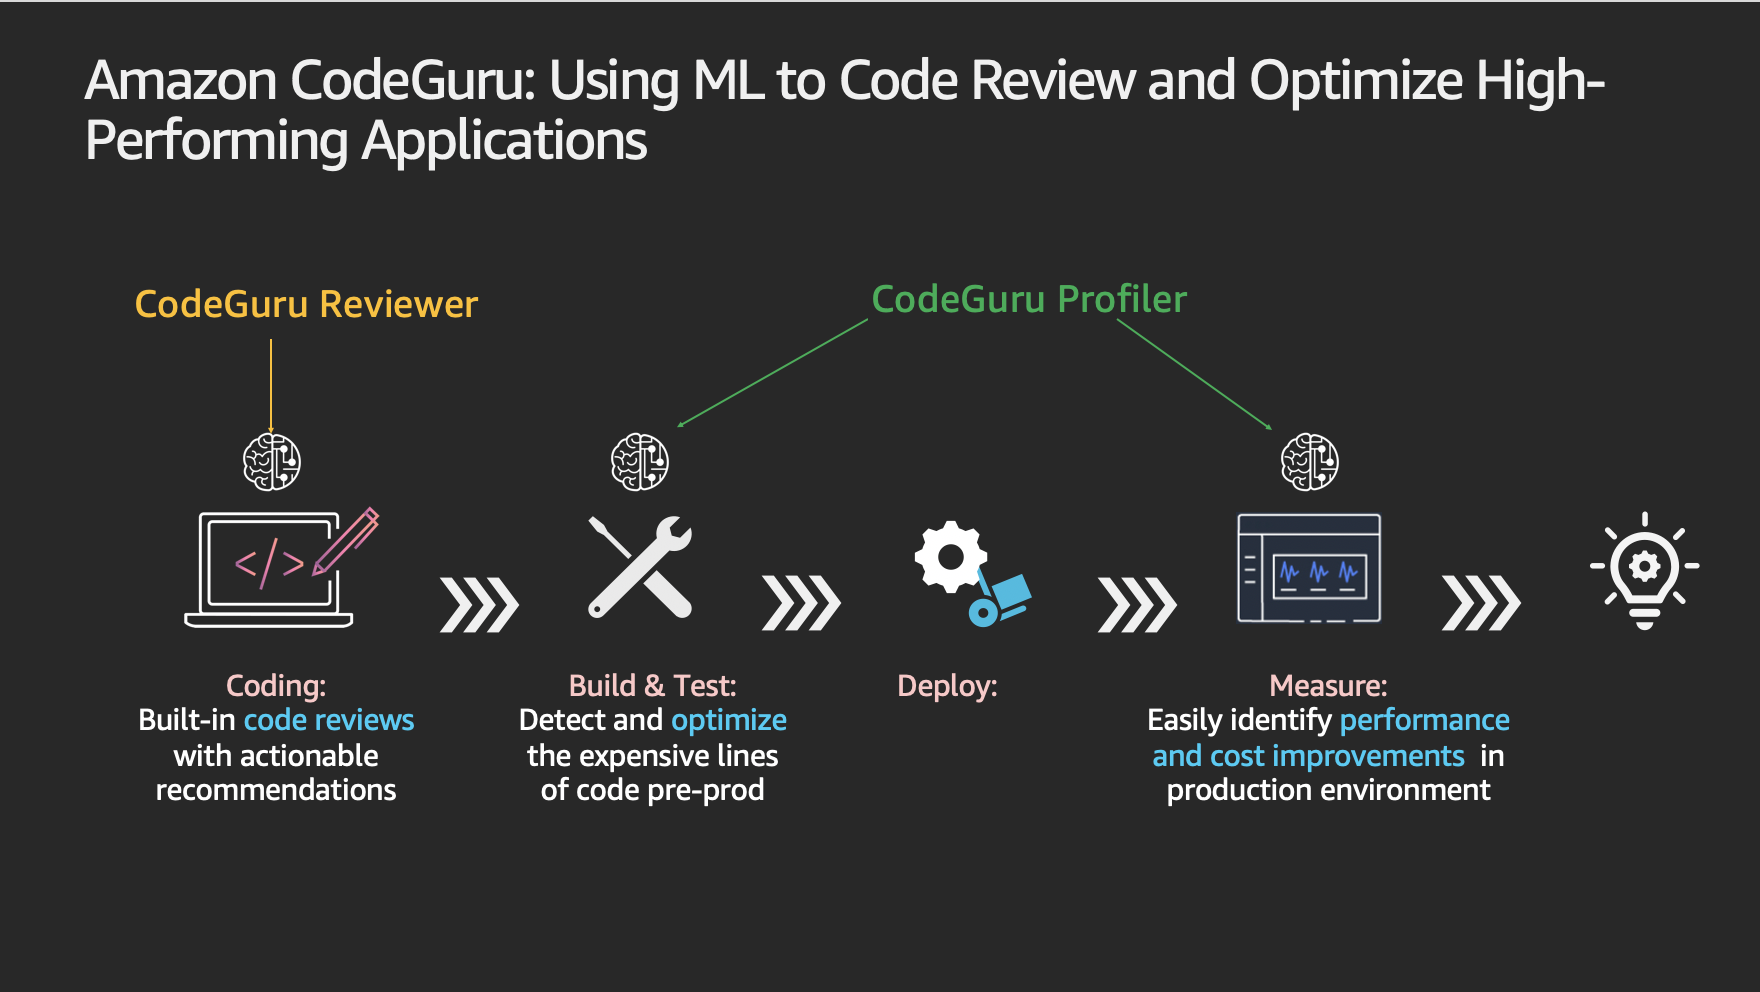 Amazon CodeGuru: Using ML to Code Review and Optimize High-
Performing Applications
CodeGuru Reviewer
CodeGuru Profiler
</>
Coding:
Built-in code reviews
with actionable
recommendations
Build & Test:
Detect and optimize
the expensive lines
of code pre-prod
Deploy:
Measure:
Easily identify performance
and cost improvements in
production environment